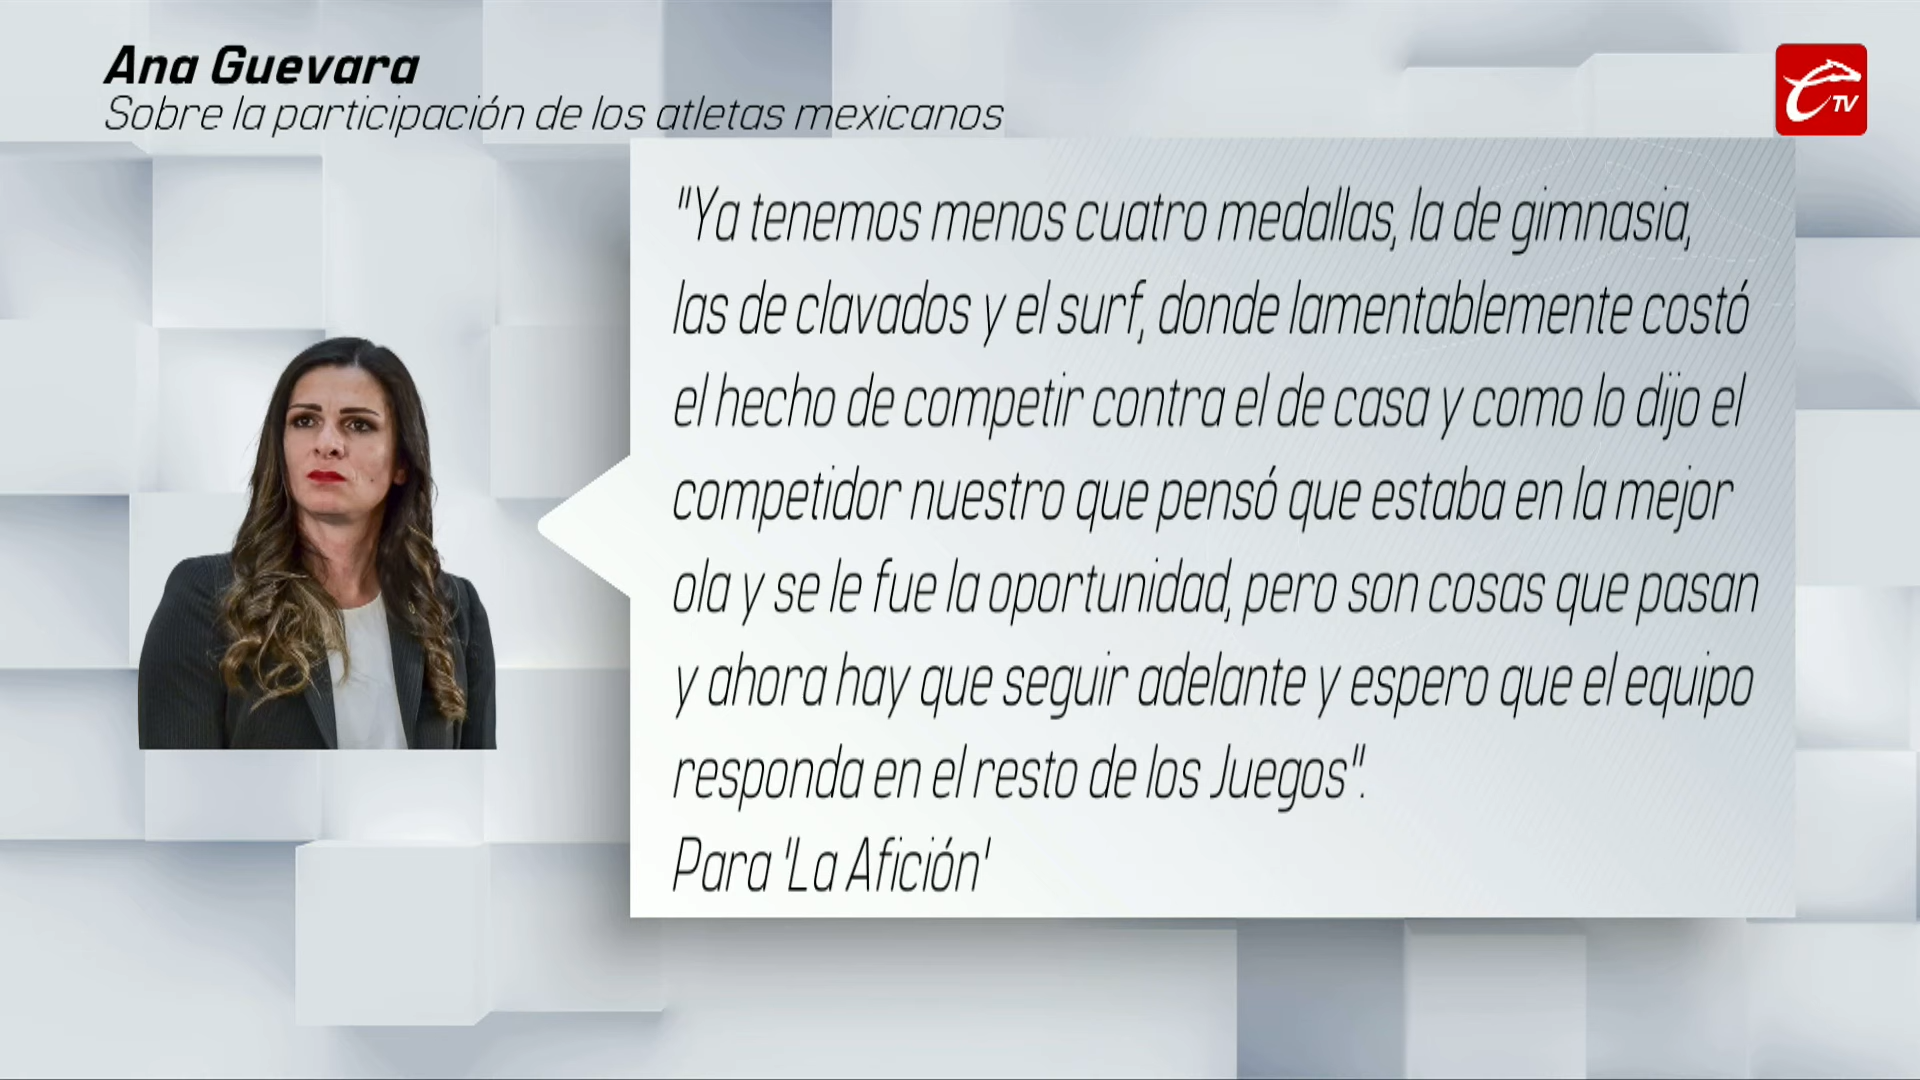 Ana Guevara
Sobre la participación de los atletas mexicanos
TV
"Ya tenemos menos cuatro medallas, la de gimnasia,
las de clavados y el surf, donde lamentablemente costó
el hecho de competir contra el de casa y como lo dijo el
competidor nuestro que pensó que estaba en la mejor
ola y se le fue la oportunidad, pero son cosas que pasan
y ahora hay que seguir adelante y espero que el equipo
responda en el resto de los Juegos".
Para 'La Afición'